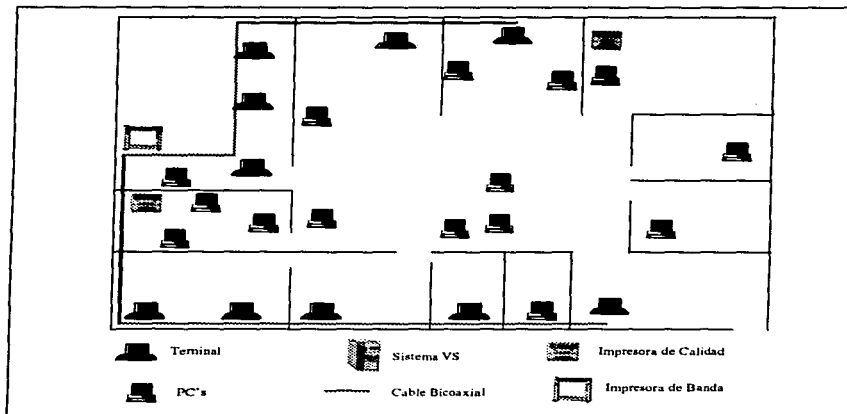 Terminal
Sistema VS
Impresora de Calidad
PC's
Cable Bicoaxial
Impresora de Banda